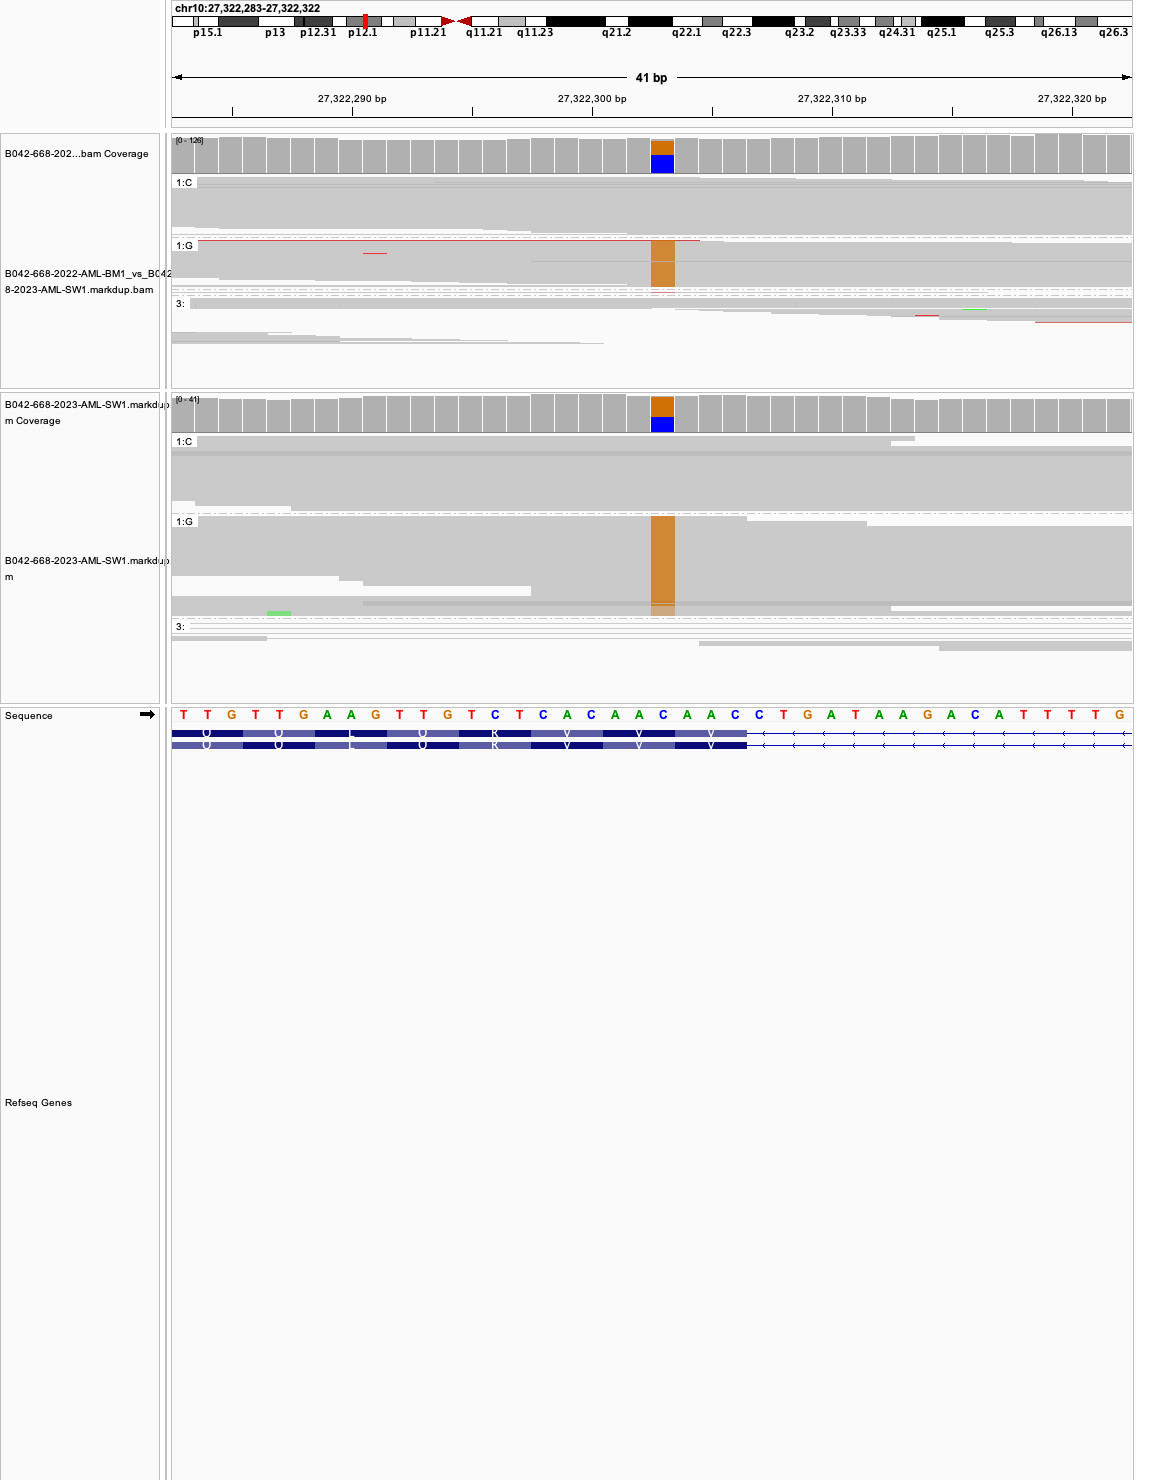 chr10:27,322,283-27,322,322
p15.1 p13 p12.31 p12.1 p11.21 q11.21 q11.23 q21.2 q22.1 q22.3 q23.2 q23.33 q24.31 q25.1 q25.3 q26.13 q26.3
41 bp
27,322,290 bp 27,322,300 bp 27,322,310 bp 27,322,320 bp
[0 - 126]
B042-668-202...bam Coverage
1:C
1:G
B042-668-2022-AML-BM1_vs_B042
8-2023-AML-SW1.markdup.bam
3:
[0 - 41]
B042-668-2023-AML-SW1.markdup
m Coverage
1:C
1:G
B042-668-2023-AML-SW1.markdup
m
3:
Sequence T T G T T G A A G T T G T C T C A C A A C A A C C T G A T A A G A C A T T T T G
Refseq Genes